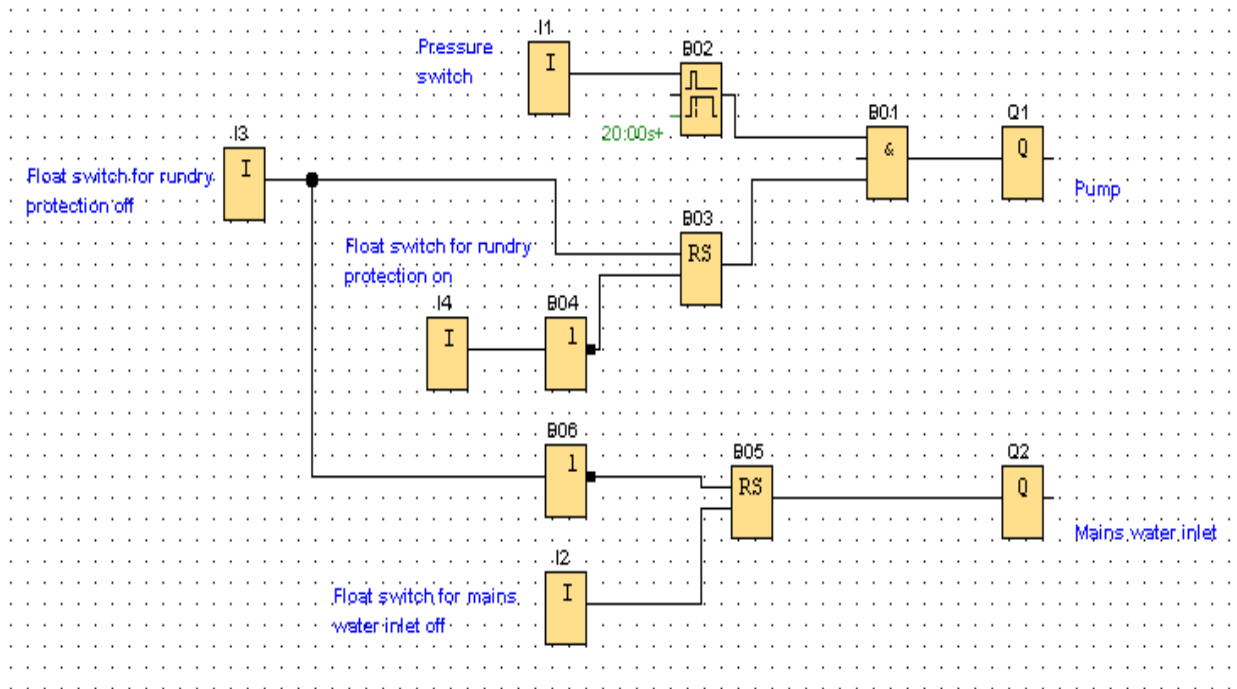 I1
Pressure
switch
I
B02
20:00s+
B01
&
Q1
Q
Pump
I3
I
Float switch for rundry
protection off
B03
RS
Float switch for rundry
protection on
I4
I
B04
1
B06
1
B05
RS
Q2
Q
Mains water inlet
I2
I
Float switch for mains
water inlet off